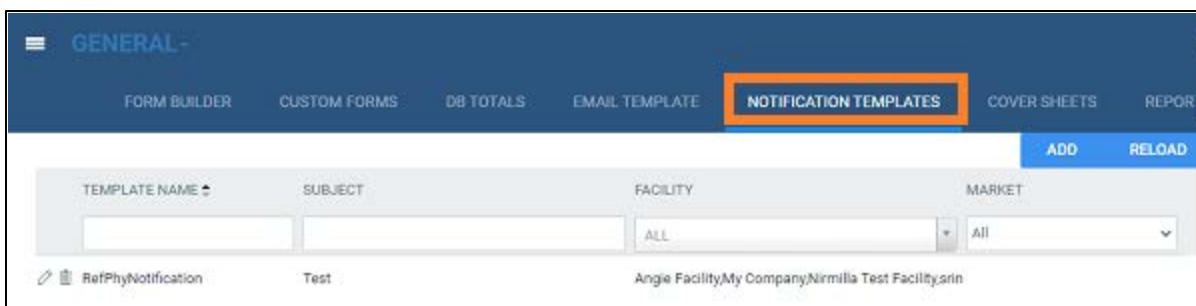 GENERAL-
FORM BUILDER CUSTOM FORMS DB TOTALS EMAIL TEMPLATE NOTIFICATION TEMPLATES COVER SHEETS REPOR
ADD RELOAD
TEMPLATE NAME SUBJECT FACILITY MARKET
ALL All
RefPhyNotification Test Angie Facility,My Company,Nirmilla Test Facility,srin